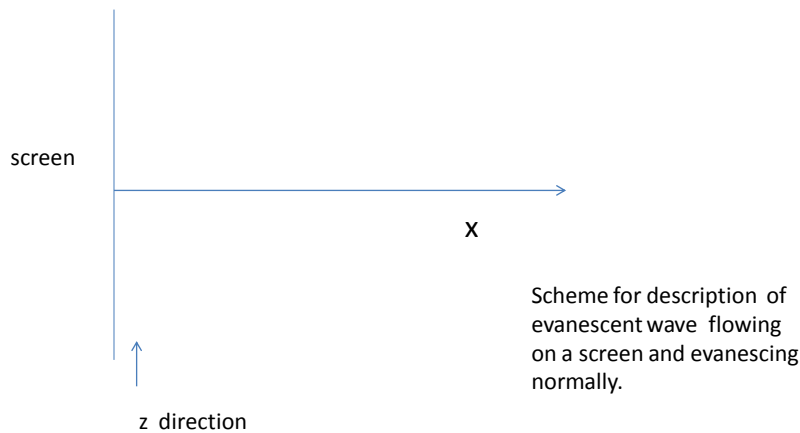 screen
x
Scheme for description of
evanescent wave flowing
on a screen and evanescing
normally.
z direction